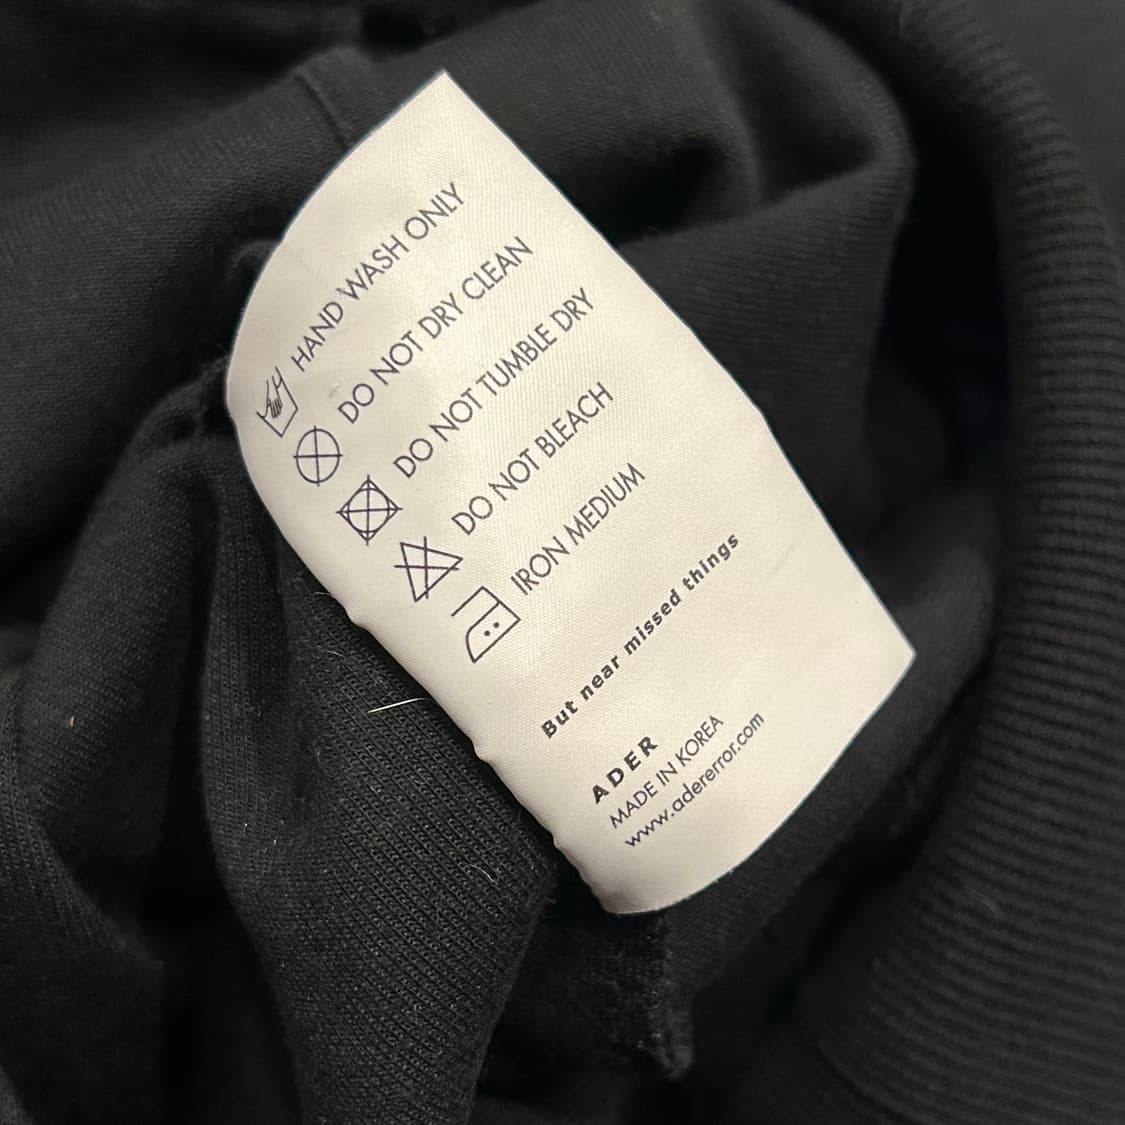 HAND WASH ONLY
DO NOT DRY CLEAN
DO NOT TUMBLE DRY
DO NOT BLEACH
IRON MEDIUM
But near missed things
ADER
MADE IN KOREA
www.adererror.com